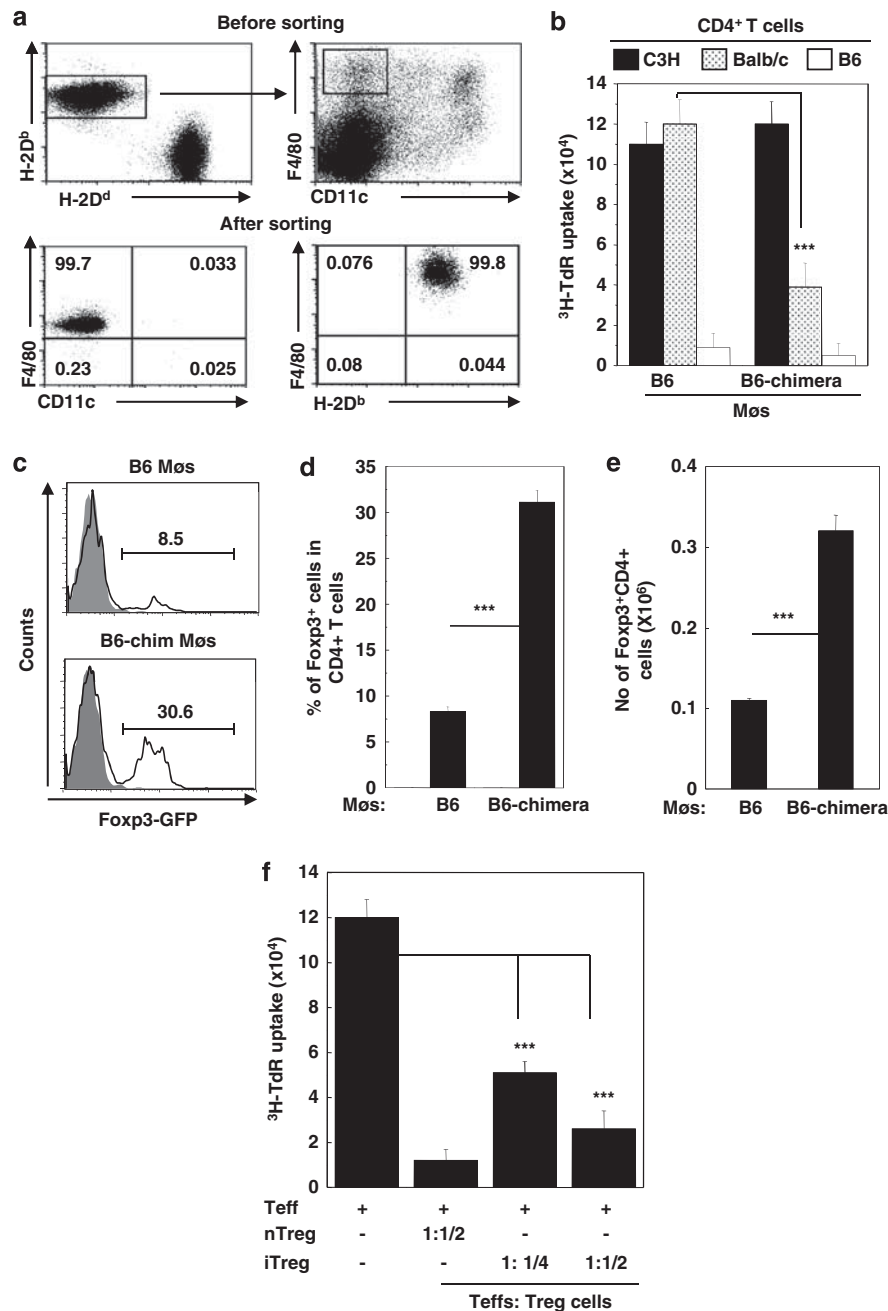 a
Before sorting
H-2Dᵇ
H-2Dᵈ
F4/80
CD11c
After sorting
99.7 0.033
0.23 0.025
F4/80
CD11c
0.076 99.8
0.08 0.044
F4/80
H-2Dᵇ
b
CD4⁺ T cells
C3H Balb/c B6
³H-TdR uptake (x10⁴)
14
12
10
8
6
4
2
0
***
B6 B6-chimera
Møs
c
B6 Møs
8.5
B6-chim Møs
30.6
Counts
Foxp3-GFP
d
% of Foxp3⁺ cells in
CD4+ T cells
35
30
25
20
15
10
5
0
***
Møs: B6 B6-chimera
e
No of Foxp3⁺CD4+
cells (X10⁶)
0.4
0.3
0.2
0.1
0
***
Møs: B6 B6-chimera
f
³H-TdR uptake (x10⁴)
14
12
10
8
6
4
2
0
***
***
Teff + + + +
nTreg - 1:1/2 - -
iTreg - - 1: 1/4 1:1/2
Teffs: Treg cells